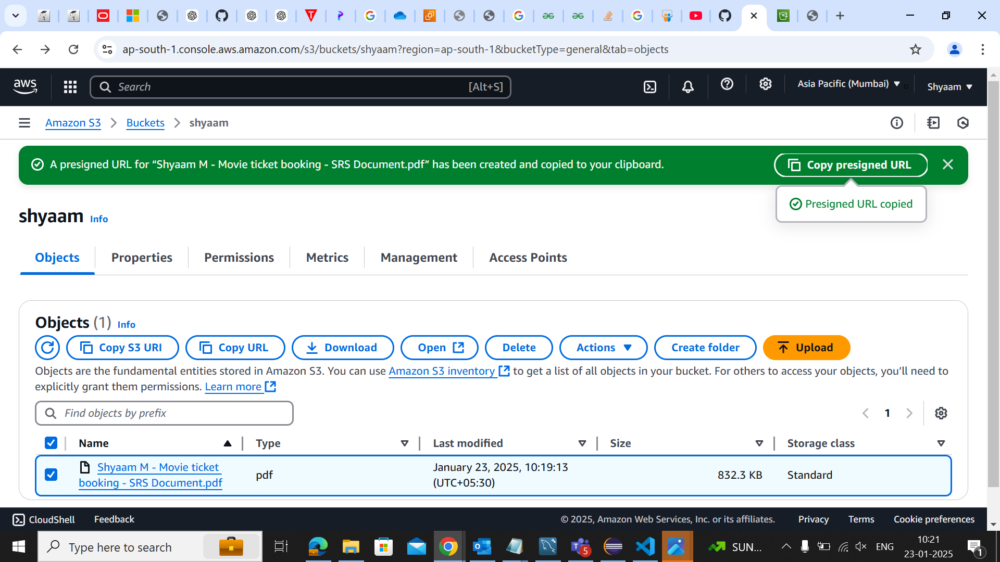 ap-south-1.console.aws.amazon.com/s3/buckets/shyaam?region=ap-south-1&bucketType=general&tab=objects
aws
Search
[Alt+S]
Asia Pacific (Mumbai)
Shyaam
Amazon S3
Buckets
shyaam
A presigned URL for “Shyaam M - Movie ticket booking - SRS Document.pdf” has been created and copied to your clipboard.
Copy presigned URL
Presigned URL copied
shyaam Info
Objects
Properties
Permissions
Metrics
Management
Access Points
Objects (1) Info
Copy S3 URI
Copy URL
Download
Open
Delete
Actions
Create folder
Upload
Objects are the fundamental entities stored in Amazon S3. You can use Amazon S3 inventory to get a list of all objects in your bucket. For others to access your objects, you’ll need to
explicitly grant them permissions. Learn more
Find objects by prefix
1
Name
Type
Last modified
Size
Storage class
Shyaam M - Movie ticket
booking - SRS Document.pdf
pdf
January 23, 2025, 10:19:13
(UTC+05:30)
832.3 KB
Standard
CloudShell
Feedback
© 2025, Amazon Web Services, Inc. or its affiliates.
Privacy
Terms
Cookie preferences
Type here to search
5
SUN...
ENG
10:21
23-01-2025
1